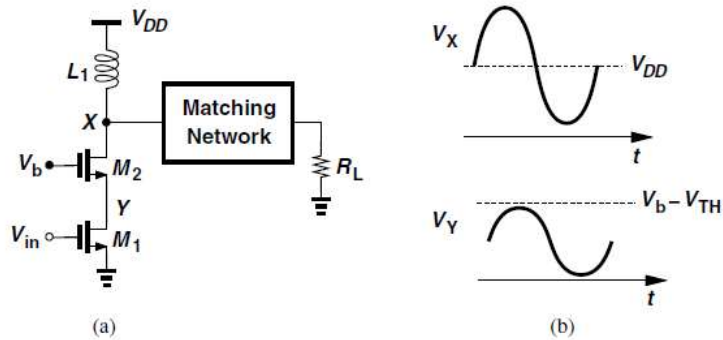 V_DD
L_1
X
Matching
Network
V_b
M_2
R_L
Y
V_in
M_1
(a)
V_X
V_DD
t
V_Y
V_b – V_TH
t
(b)